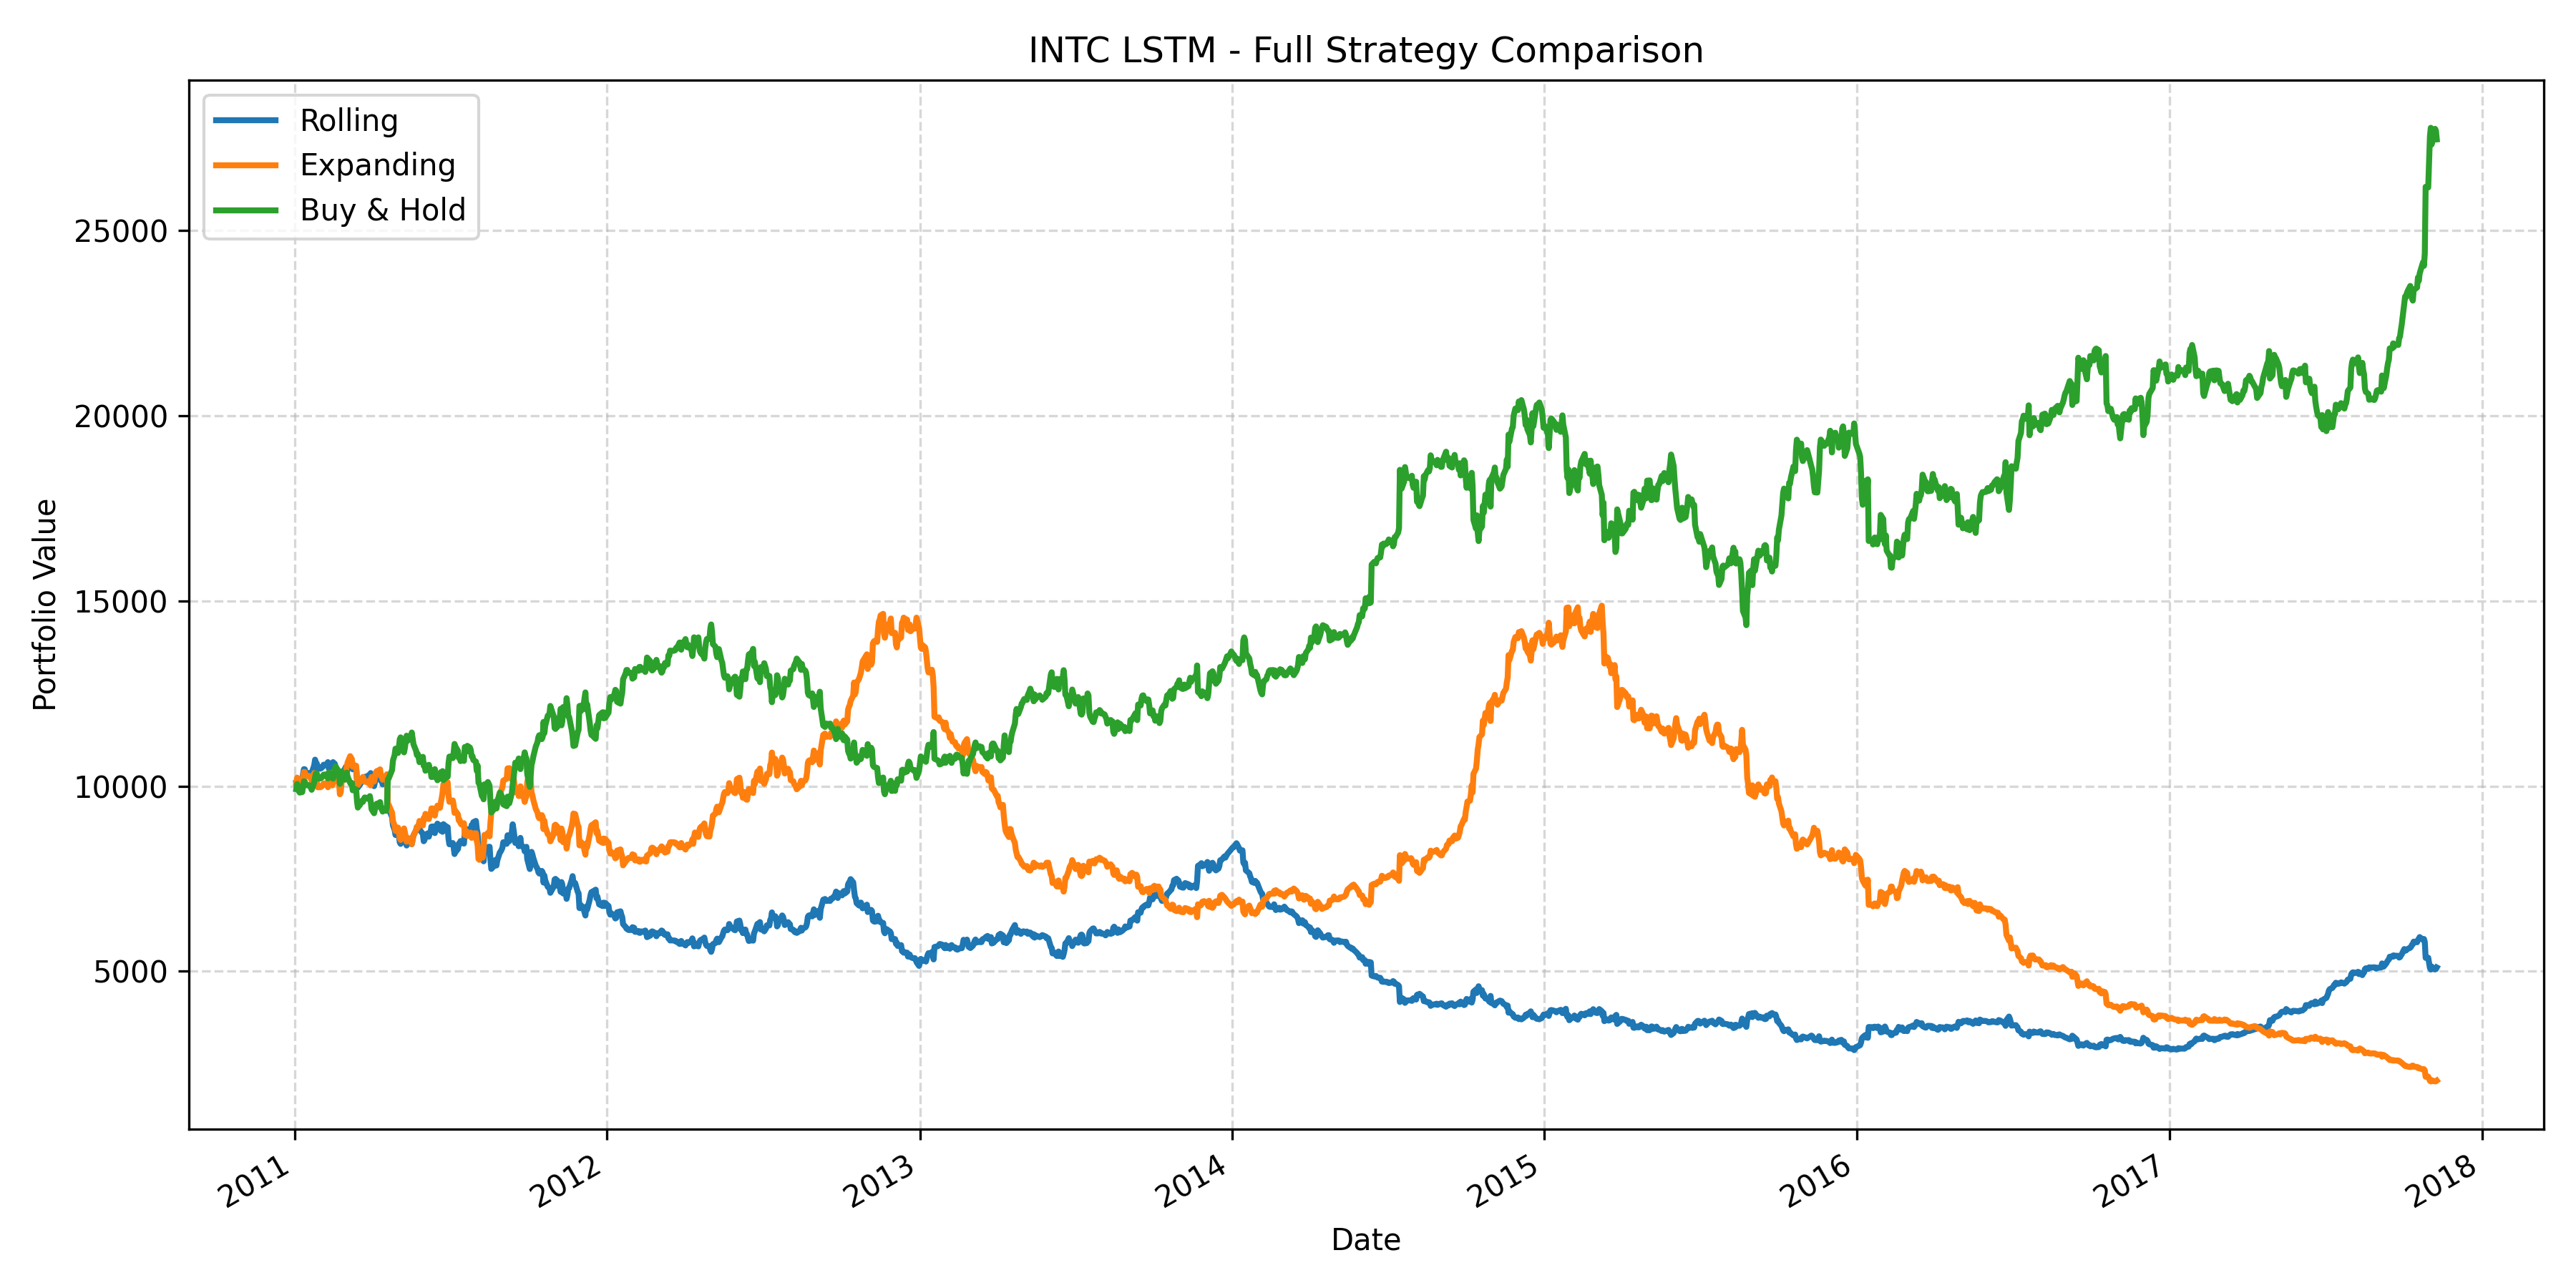 INTC LSTM - Full Strategy Comparison
Rolling
Expanding
Buy & Hold
Portfolio Value
25000
20000
15000
10000
5000
2011
2012
2013
2014
2015
2016
2017
2018
Date